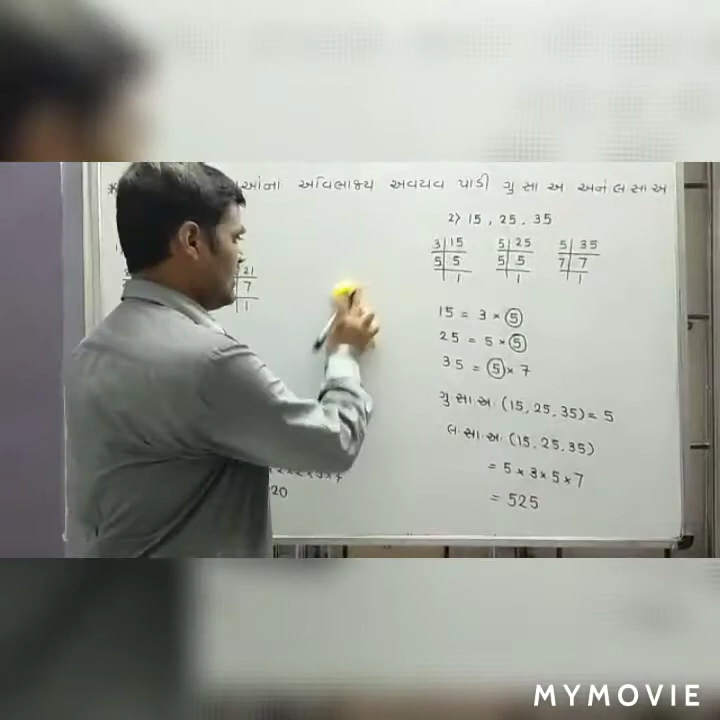 અવિભાજ્ય અવયવ પાડી ગુ સા અ અને લ સા અ
2) 15, 25, 35
3 | 15 5 | 25 5 | 35
5 | 5 5 | 5 7 | 7
1 1 1
21
7
1
15 = 3 × 5
25 = 5 × 5
35 = 5 × 7
ગુ.સા.અ. (15, 25, 35) = 5
લ.સા.અ. (15, 25, 35)
= 5 × 3 × 5 × 7
= 525
MYMOVIE